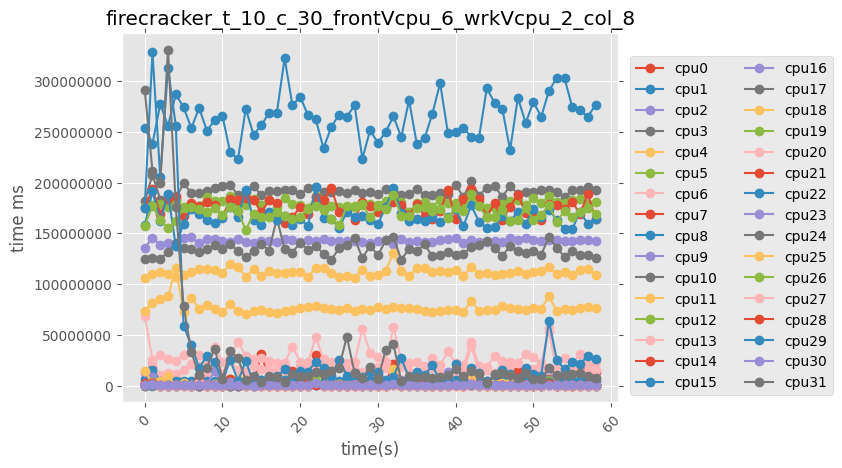 firecracker_t_10_c_30_frontVcpu_6_wrkVcpu_2_col_8
time ms
300000000
250000000
200000000
150000000
100000000
50000000
0
0
10
20
30
40
50
60
time(s)
cpu0
cpu1
cpu2
cpu3
cpu4
cpu5
cpu6
cpu7
cpu8
cpu9
cpu10
cpu11
cpu12
cpu13
cpu14
cpu15
cpu16
cpu17
cpu18
cpu19
cpu20
cpu21
cpu22
cpu23
cpu24
cpu25
cpu26
cpu27
cpu28
cpu29
cpu30
cpu31